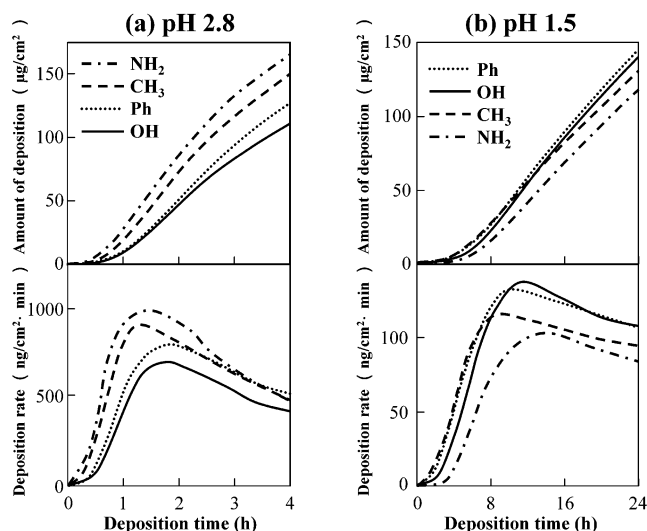 (a) pH 2.8
(b) pH 1.5
Amount of deposition ( μg/cm² )
150
100
50
0
NH₂
CH₃
Ph
OH
Deposition rate ( ng/cm²· min )
1000
500
0
0 1 2 3 4
Deposition time (h)
Amount of deposition ( μg/cm² )
150
100
50
0
Ph
OH
CH₃
NH₂
Deposition rate ( ng/cm²· min )
100
50
0
0 8 16 24
Deposition time (h)